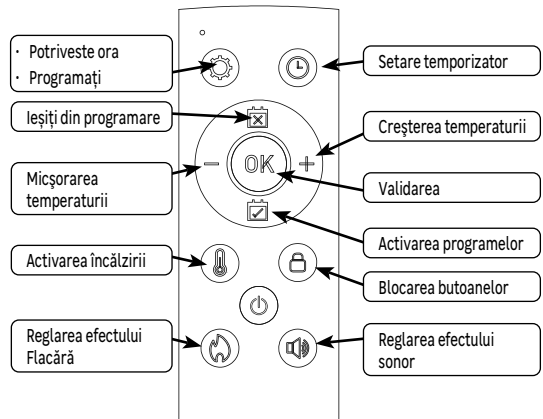 · Potriveste ora
· Programați
Setare temporizator
Ieșiți din programare
Creșterea temperaturii
OK
Micșorarea
temperaturii
Validarea
Activarea programelor
Activarea încălzirii
Blocarea butoanelor
Reglarea efectului
Flacără
Reglarea efectului
sonor